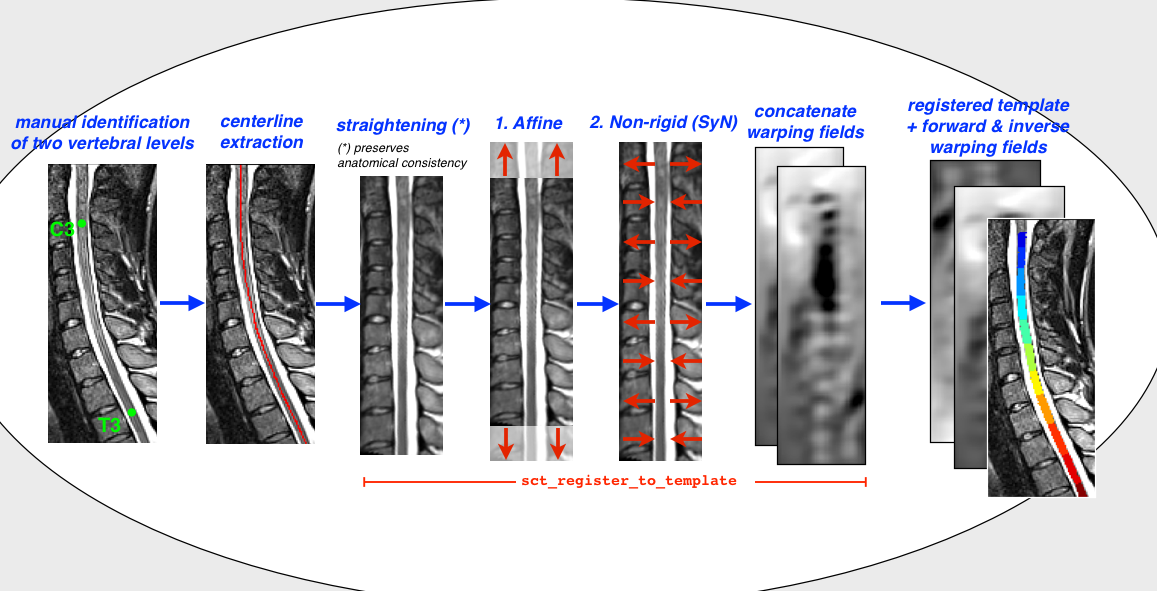 manual identification
of two vertebral levels
centerline
extraction
straightening (*)
(*) preserves
anatomical consistency
1. Affine
2. Non-rigid (SyN)
concatenate
warping fields
registered template
+ forward & inverse
warping fields
C3
T3
sct_register_to_template